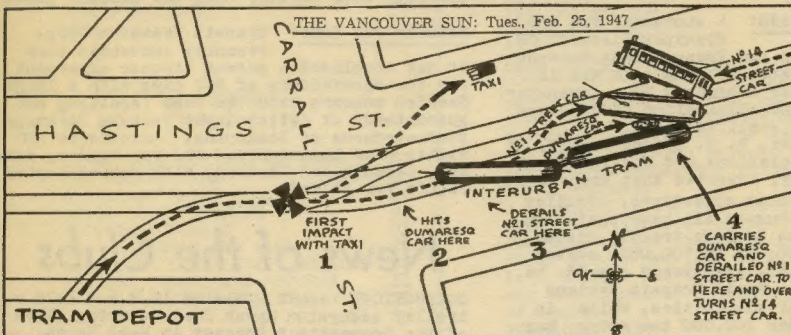 THE VANCOUVER SUN: Tues., Feb. 25, 1947
CARRALL
ST.
HASTINGS
ST.
TAXI
Nº 14
STREET
CAR
Nº1 STREET CAR
DUMARESQ
CAR
INTERURBAN TRAM
FIRST
IMPACT
WITH TAXI
1
HITS
DUMARESQ
CAR HERE
2
DERAILS
Nº1 STREET
CAR HERE
3
4
CARRIES
DUMARESQ
CAR AND
DERAILED Nº1
STREET CAR TO
HERE AND OVER
TURNS Nº14
STREET CAR.
N
W E
S
TRAM DEPOT